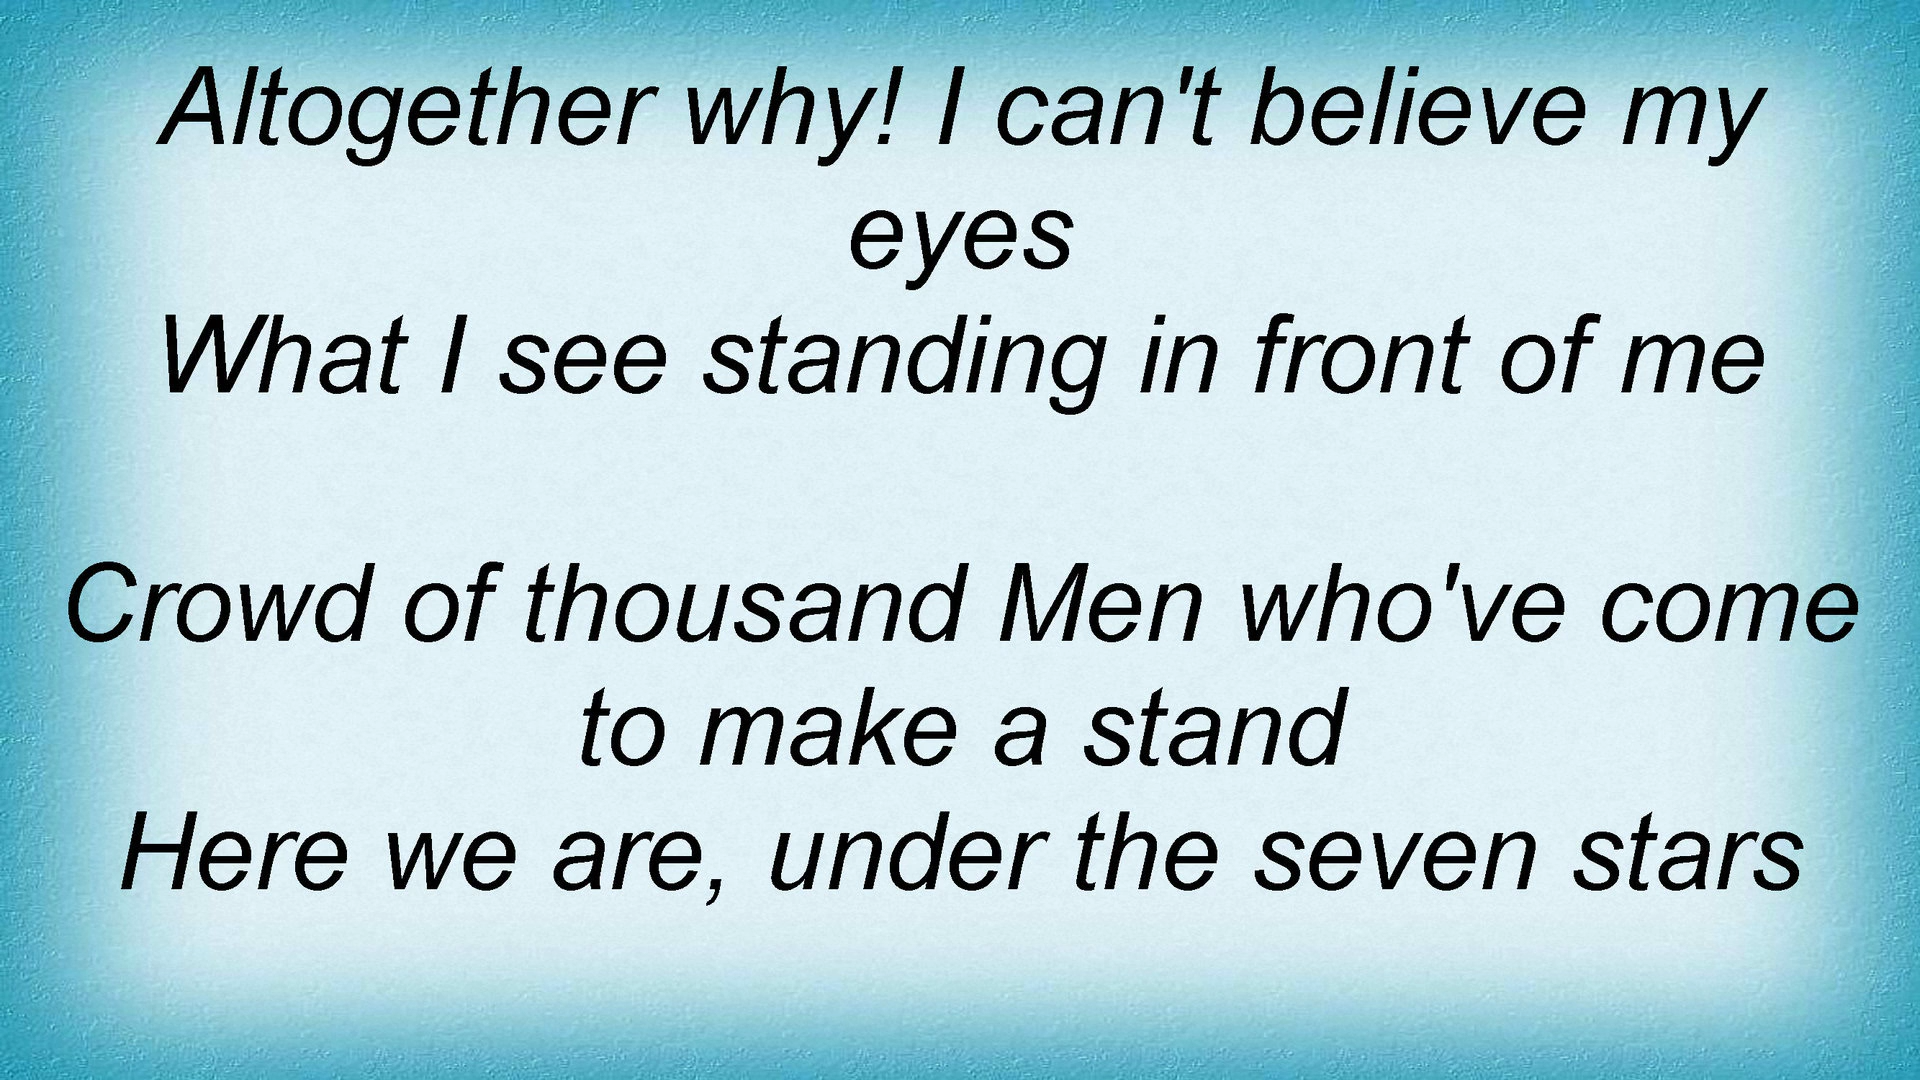 Altogether why! I can't believe my
eyes
What I see standing in front of me
Crowd of thousand Men who've come
to make a stand
Here we are, under the seven stars